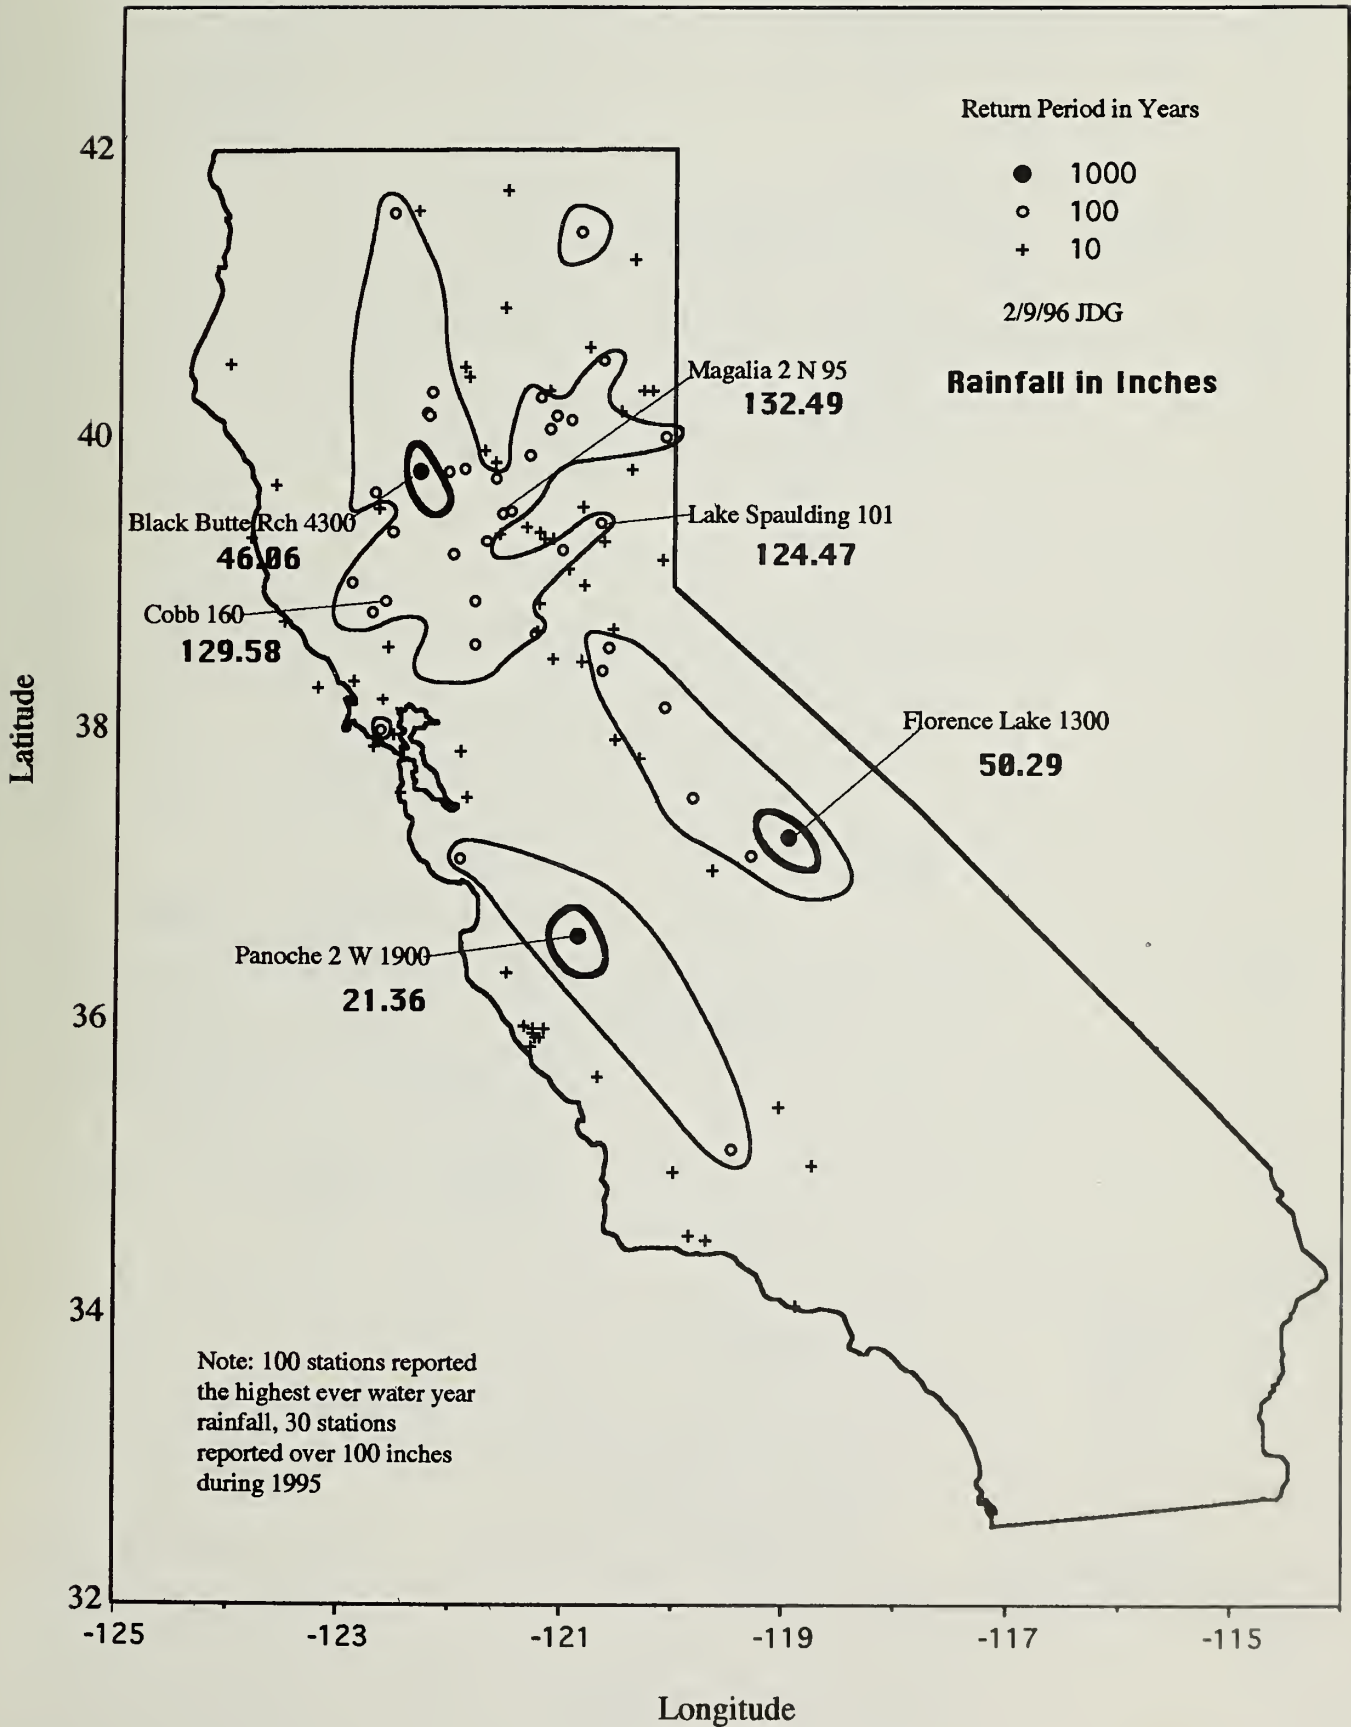 Return Period in Years
1000
100
10
2/9/96 JDG
Rainfall in Inches
42
40
38
36
34
32
Latitude
Magalia 2 N 95
132.49
Black Butte Rch 4300
46.06
Lake Spaulding 101
124.47
Cobb 160
129.58
Florence Lake 1300
50.29
Panoche 2 W 1900
21.36
Note: 100 stations reported
the highest ever water year
rainfall, 30 stations
reported over 100 inches
during 1995
-125
-123
-121
-119
-117
-115
Longitude